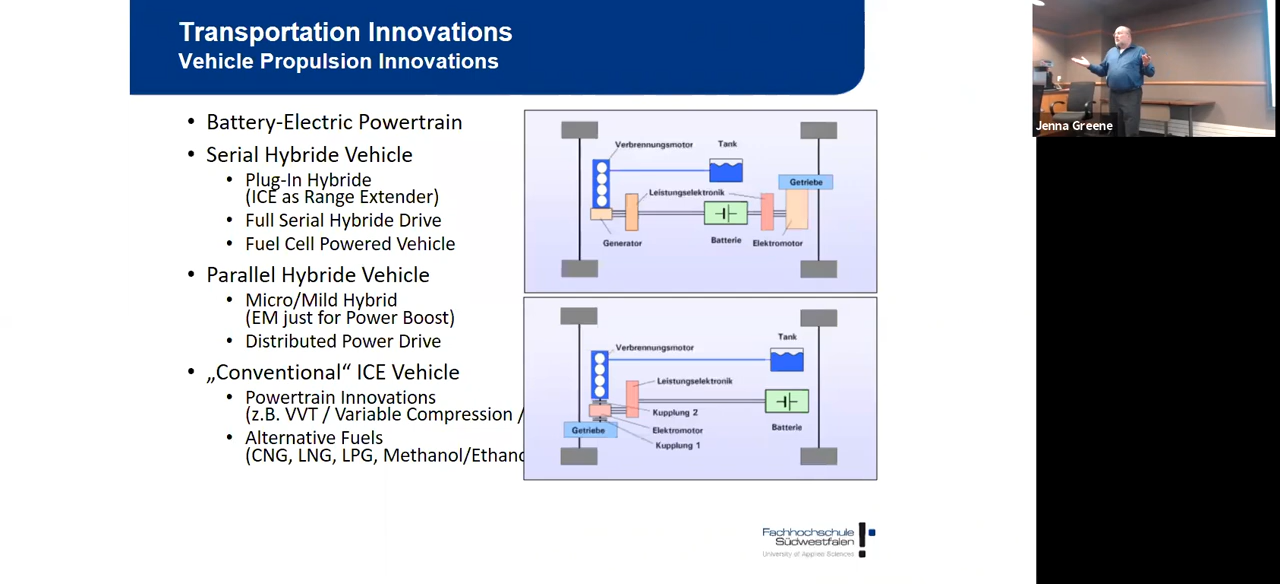 Transportation Innovations
Vehicle Propulsion Innovations
• Battery-Electric Powertrain
• Serial Hybride Vehicle
• Plug-In Hybride
(ICE as Range Extender)
• Full Serial Hybride Drive
• Fuel Cell Powered Vehicle
• Parallel Hybride Vehicle
• Micro/Mild Hybrid
(EM just for Power Boost)
• Distributed Power Drive
• „Conventional“ ICE Vehicle
• Powertrain Innovations
(z.B. VVT / Variable Compression /
• Alternative Fuels
(CNG, LNG, LPG, Methanol/Ethano
Verbrennungsmotor
Tank
Getriebe
Leistungselektronik
Generator
Batterie
Elektromotor
Tank
Verbrennungsmotor
Leistungselektronik
Kupplung 2
Getriebe
Elektromotor
Batterie
Kupplung 1
Fachhochschule
Südwestfalen
University of Applied Sciences
Jenna Greene